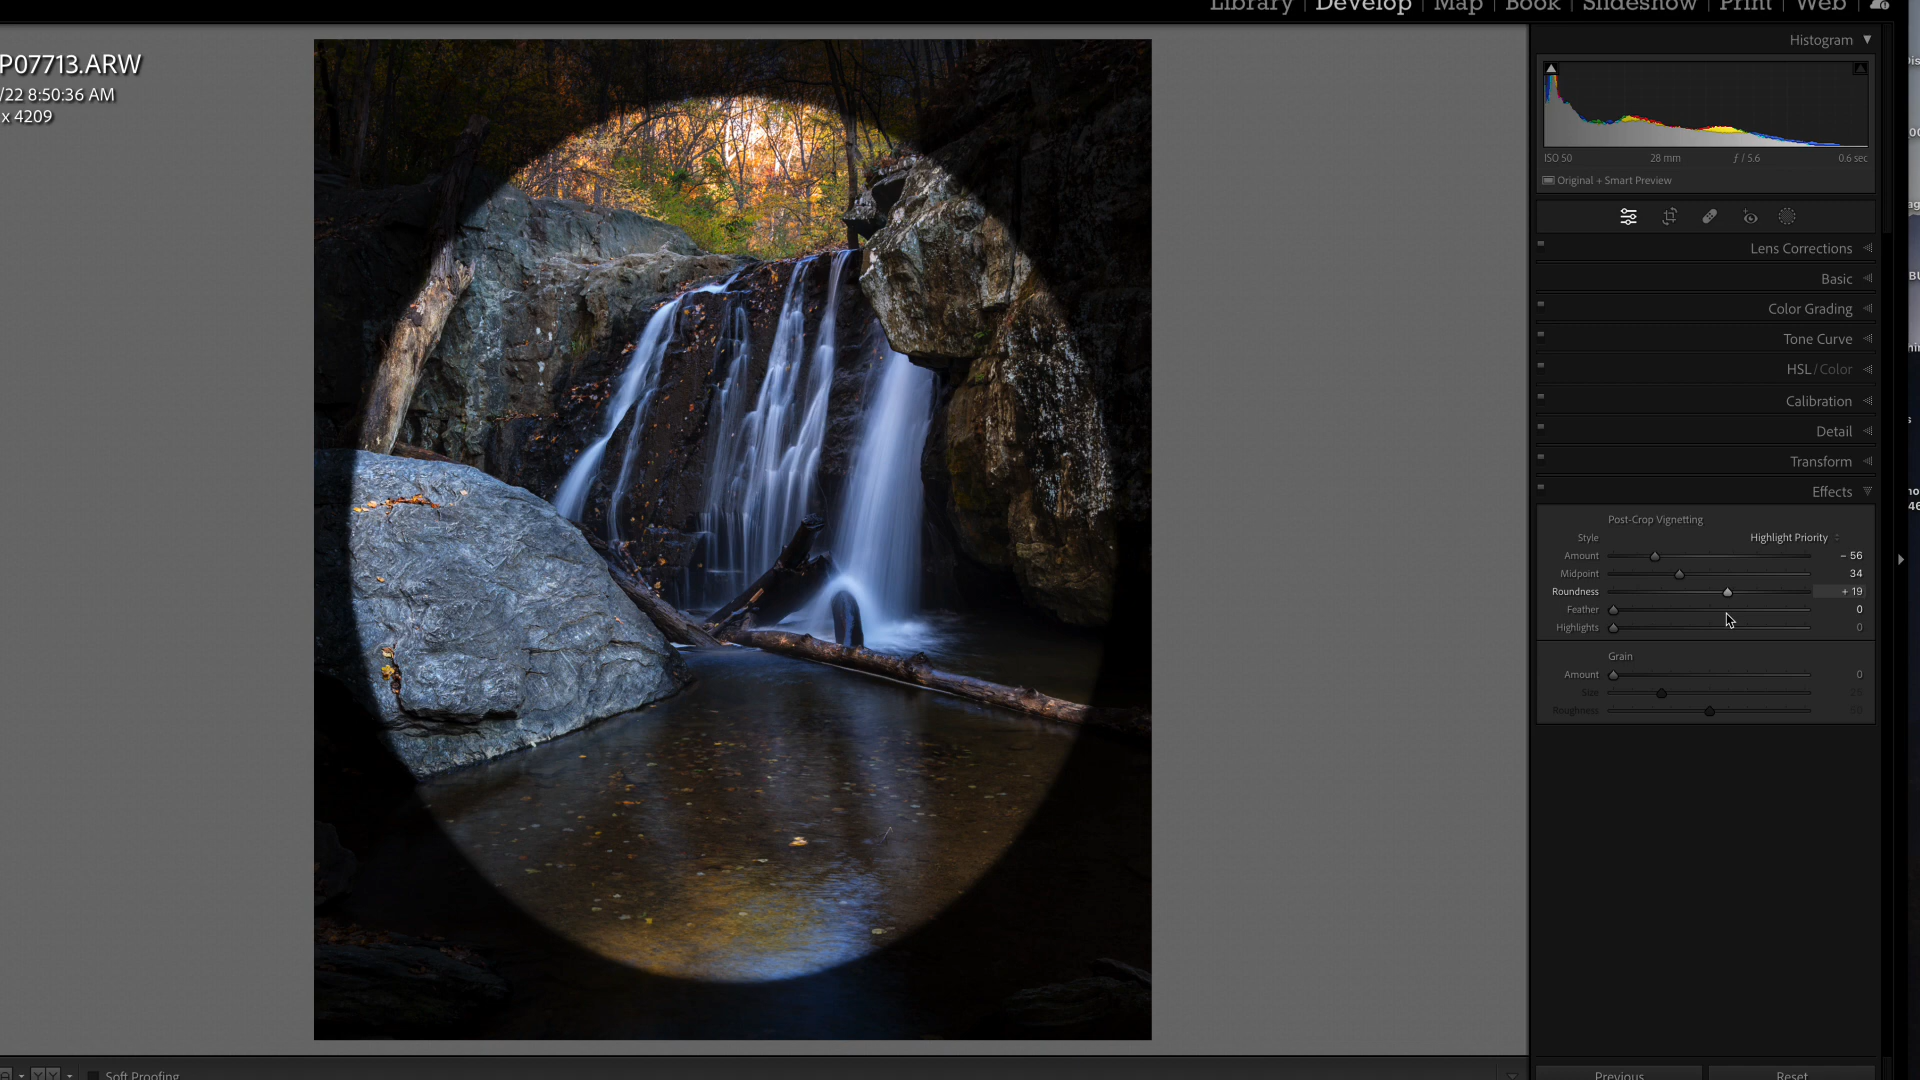 Library | Develop | Map | Book | Slideshow | Print | Web
P07713.ARW
/22 8:50:36 AM
x 4209
Histogram
ISO 50 28 mm ƒ / 5.6 0.6 sec
Original + Smart Preview
Lens Corrections
Basic
Color Grading
Tone Curve
HSL / Color
Calibration
Detail
Transform
Effects
Post-Crop Vignetting
Style Highlight Priority
Amount - 56
Midpoint 34
Roundness + 19
Feather 0
Highlights 0
Grain
Amount 0
Size
Roughness 50
Soft Proofing
Previous Reset